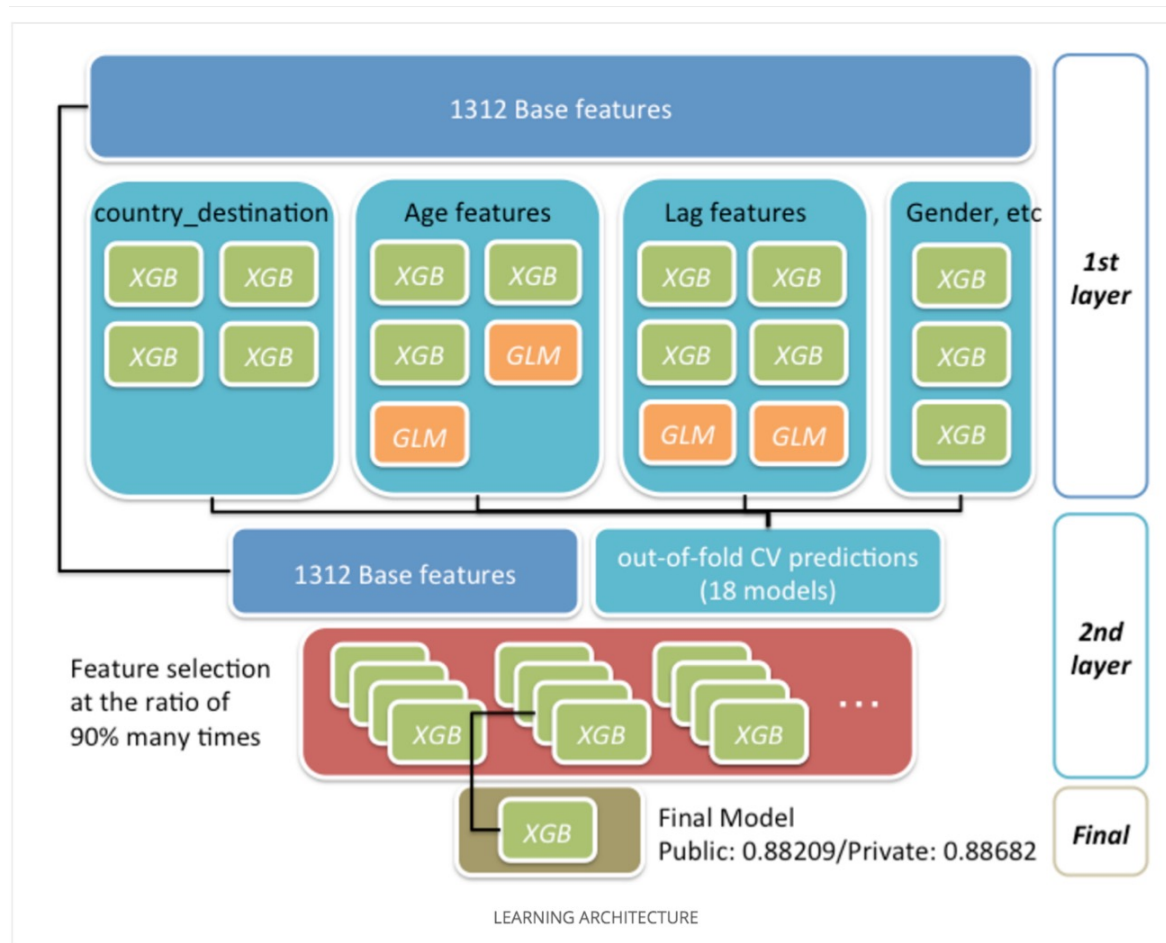 1312 Base features
country_destination
XGB XGB
XGB XGB
Age features
XGB XGB
XGB GLM
GLM
Lag features
XGB XGB
XGB XGB
GLM GLM
Gender, etc
XGB
XGB
XGB
1st
layer
1312 Base features
out-of-fold CV predictions
(18 models)
2nd
layer
Feature selection
at the ratio of
90% many times
XGB XGB XGB ...
XGB
Final Model
Public: 0.88209/Private: 0.88682
Final
LEARNING ARCHITECTURE